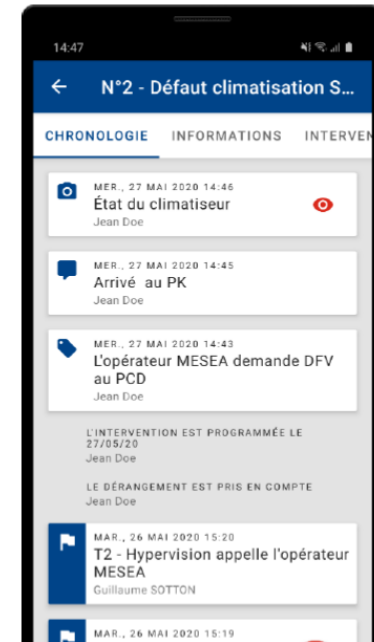 14:47
N°2 - Défaut climatisation S...
CHRONOLOGIE INFORMATIONS INTERVEN
MER., 27 MAI 2020 14:46
État du climatiseur
Jean Doe
MER., 27 MAI 2020 14:45
Arrivé au PK
Jean Doe
MER., 27 MAI 2020 14:43
L'opérateur MESEA demande DFV
au PCD
Jean Doe
L'INTERVENTION EST PROGRAMMÉE LE
27/05/20
Jean Doe
LE DÉRANGEMENT EST PRIS EN COMPTE
Jean Doe
MAR., 26 MAI 2020 15:20
T2 - Hypervision appelle l'opérateur
MESEA
Guillaume SOTTON
MAR., 26 MAI 2020 15:19